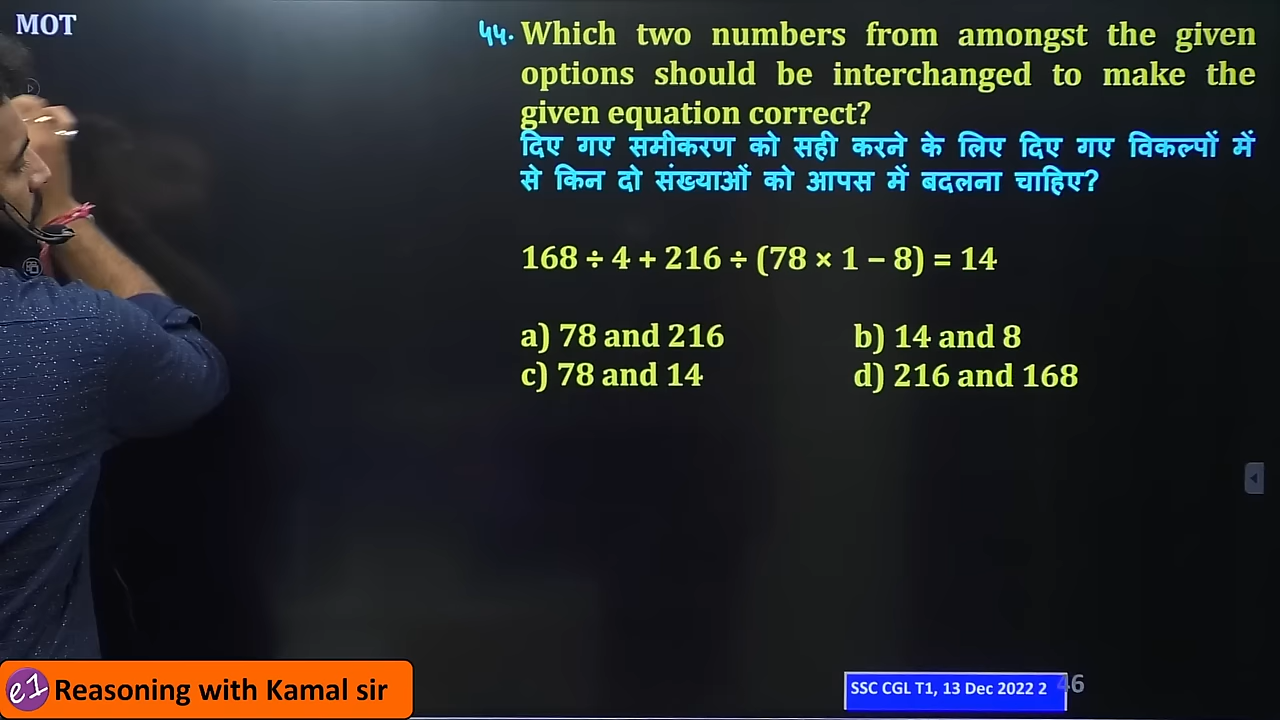 MOT
44. Which two numbers from amongst the given
options should be interchanged to make the
given equation correct?
दिए गए समीकरण को सही करने के लिए दिए गए विकल्पों में
से किन दो संख्याओं को आपस में बदलना चाहिए?
168 ÷ 4 + 216 ÷ (78 × 1 − 8) = 14
a) 78 and 216 b) 14 and 8
c) 78 and 14 d) 216 and 168
e1 Reasoning with Kamal sir
SSC CGL T1, 13 Dec 2022 2
46